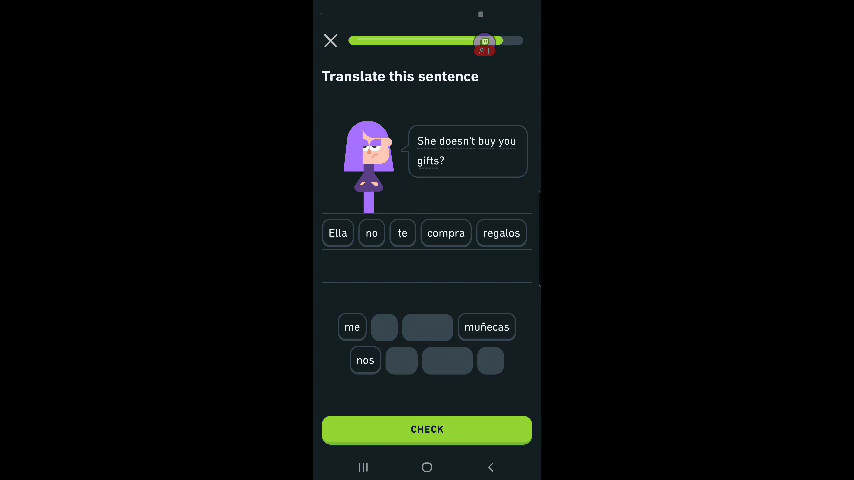 Translate this sentence
She doesn't buy you
gifts?
Ella no te compra regalos
me muñecas
nos
CHECK